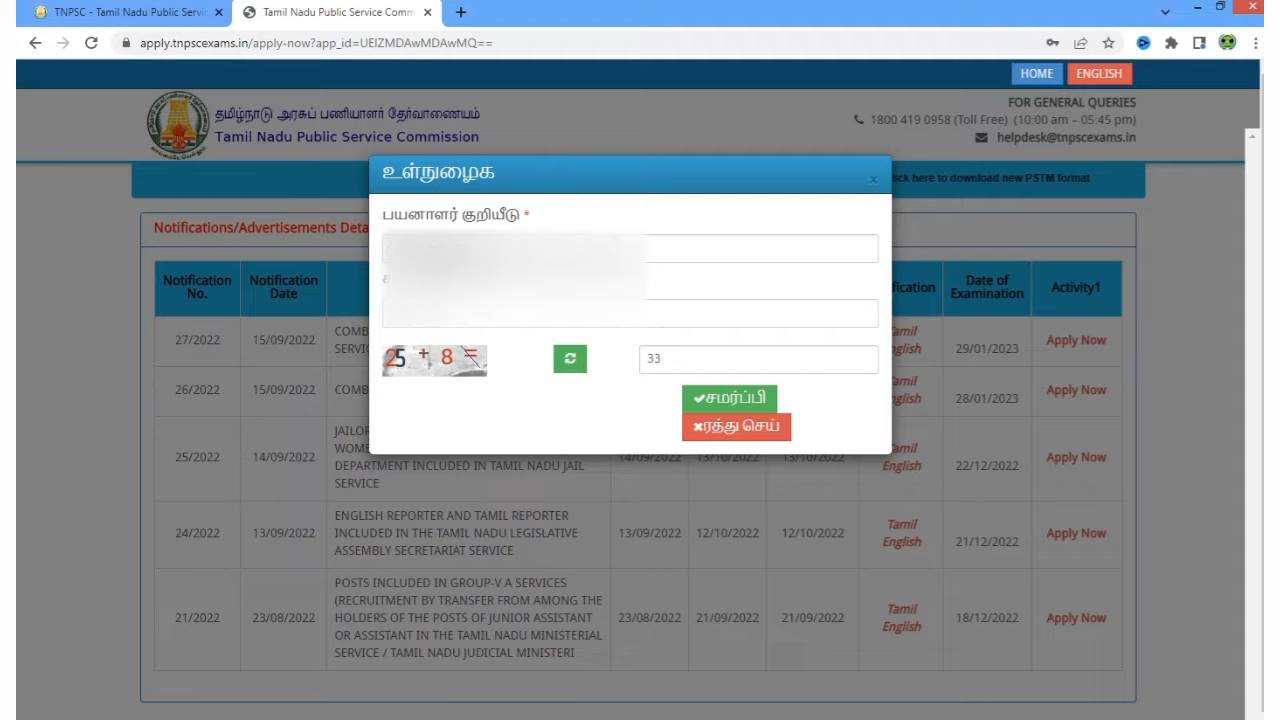 TNPSC - Tamil Nadu Public Servi
Tamil Nadu Public Service Comm
apply.tnpscexams.in/apply-now?app_id=UEIZMDAwMDAwMQ==
HOME ENGLISH
தமிழ்நாடு அரசுப் பணியாளர் தேர்வாணையம்
Tamil Nadu Public Service Commission
FOR GENERAL QUERIES
1800 419 0958 (Toll Free) (10:00 am – 05:45 pm)
helpdesk@tnpscexams.in
உள்நுழைக x
lick here to download new PSTM format
பயனாளர் குறியீடு *
25 + 8 =
33
✔சமர்ப்பி
✖ரத்து செய்
Notifications/Advertisements Deta
Notification No.
Notification Date
fication
Date of Examination
Activity1
27/2022 15/09/2022 COMB
SERVIC
amil
nglish
29/01/2023 Apply Now
26/2022 15/09/2022 COMB
amil
nglish
28/01/2023 Apply Now
25/2022 14/09/2022
JAILOR
WOME
DEPARTMENT INCLUDED IN TAMIL NADU JAIL
SERVICE
14/09/2022 13/10/2022 13/10/2022
amil
English
22/12/2022 Apply Now
24/2022 13/09/2022
ENGLISH REPORTER AND TAMIL REPORTER
INCLUDED IN THE TAMIL NADU LEGISLATIVE
ASSEMBLY SECRETARIAT SERVICE
13/09/2022 12/10/2022 12/10/2022
Tamil
English
21/12/2022 Apply Now
21/2022 23/08/2022
POSTS INCLUDED IN GROUP-V A SERVICES
(RECRUITMENT BY TRANSFER FROM AMONG THE
HOLDERS OF THE POSTS OF JUNIOR ASSISTANT
OR ASSISTANT IN THE TAMIL NADU MINISTERIAL
SERVICE / TAMIL NADU JUDICIAL MINISTERI
23/08/2022 21/09/2022 21/09/2022
Tamil
English
18/12/2022 Apply Now